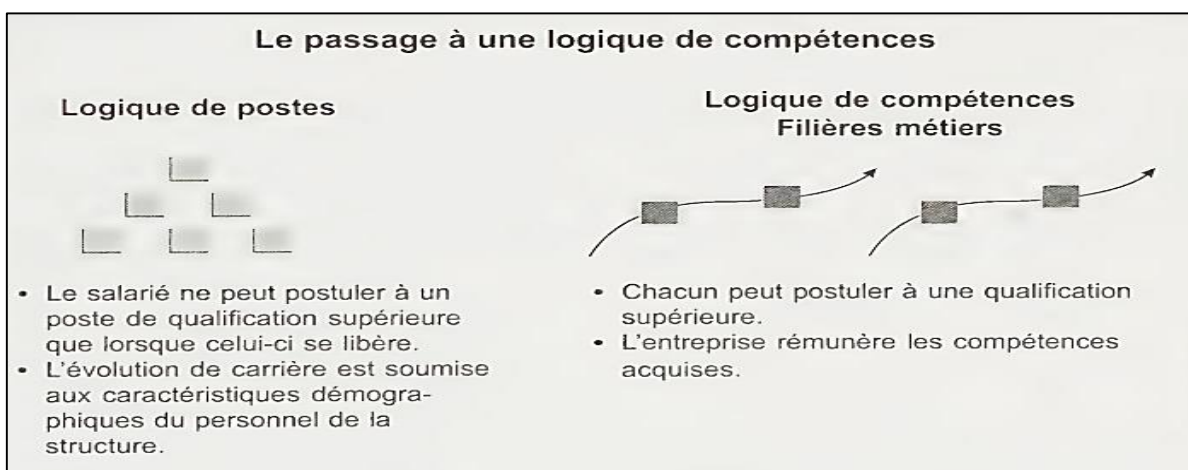 Le passage à une logique de compétences
Logique de postes
• Le salarié ne peut postuler à un
poste de qualification supérieure
que lorsque celui-ci se libère.
• L'évolution de carrière est soumise
aux caractéristiques démogra-
phiques du personnel de la
structure.
Logique de compétences
Filières métiers
• Chacun peut postuler à une qualification
supérieure.
• L'entreprise rémunère les compétences
acquises.